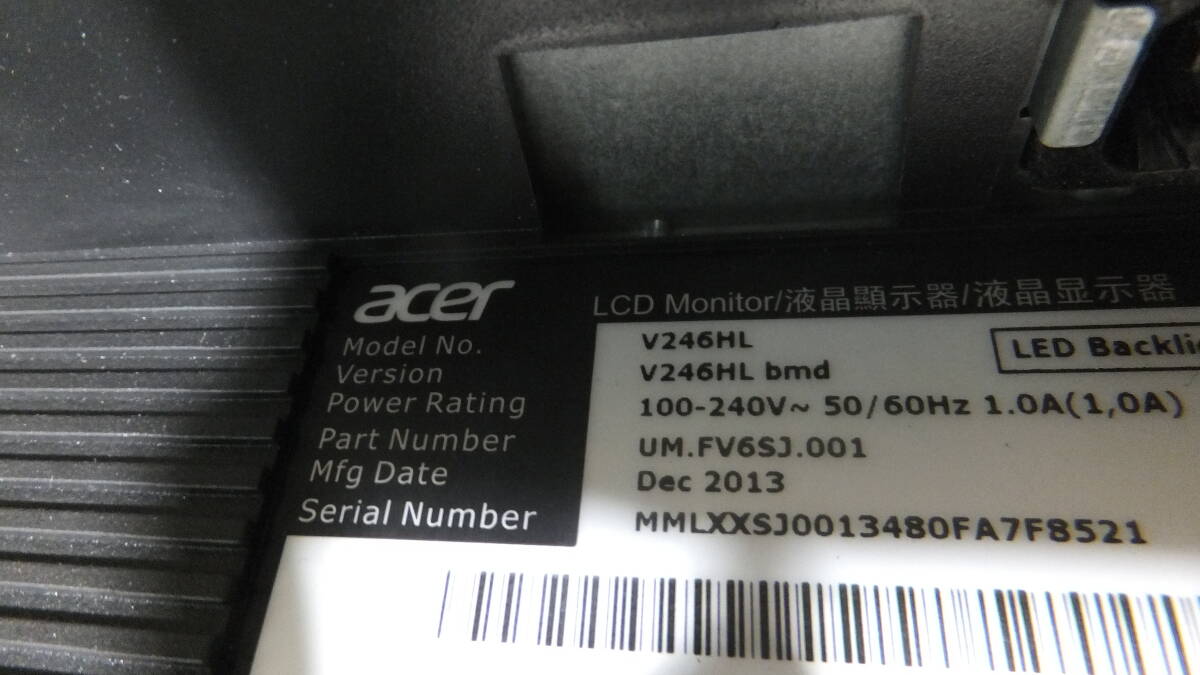 acer
LCD Monitor/液晶顯示器/液晶显示器
Model No. V246HL
LED Backli
Version V246HL bmd
Power Rating 100-240V~ 50/60Hz 1.0A(1,0A)
Part Number UM.FV6SJ.001
Mfg Date Dec 2013
Serial Number MMLXXSJ0013480FA7F8521